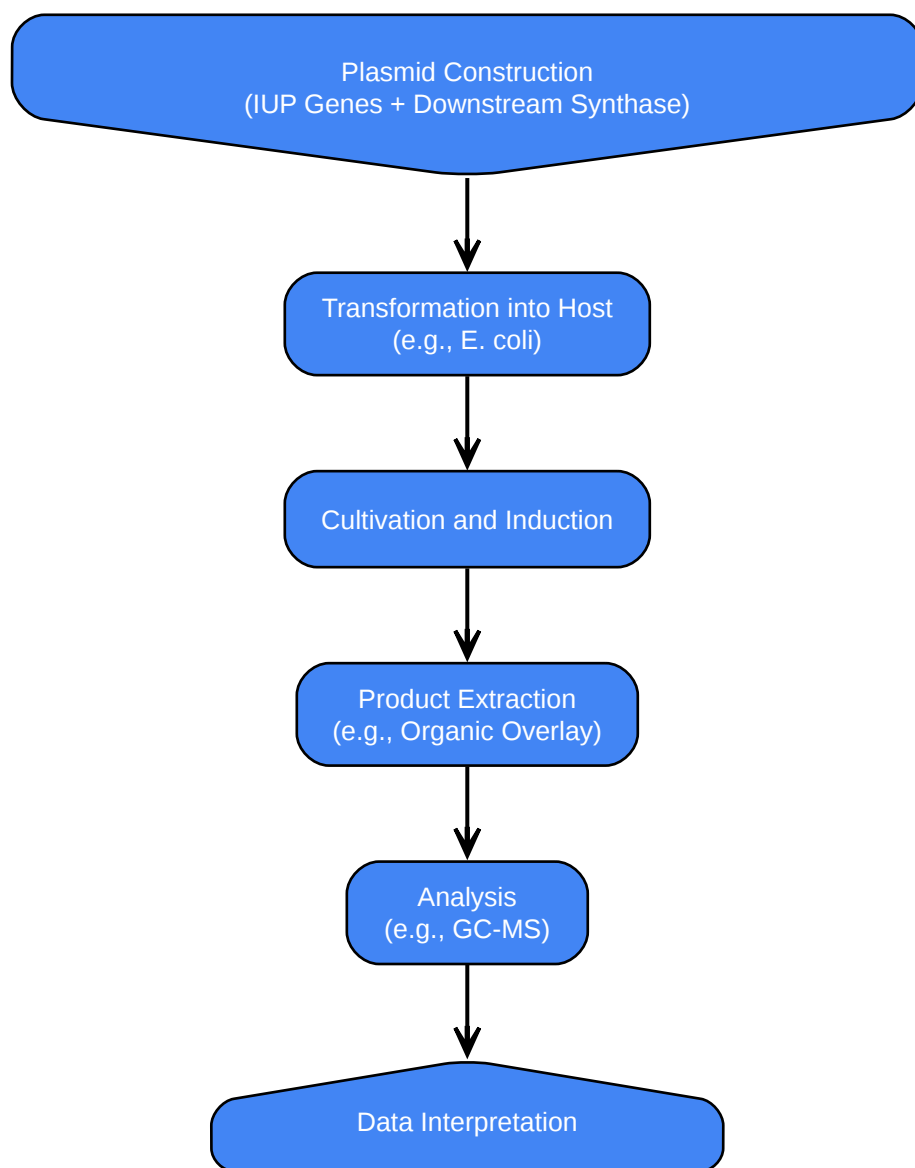 Plasmid Construction
(IUP Genes + Downstream Synthase)
Transformation into Host
(e.g., E. coli)
Cultivation and Induction
Product Extraction
(e.g., Organic Overlay)
Analysis
(e.g., GC-MS)
Data Interpretation